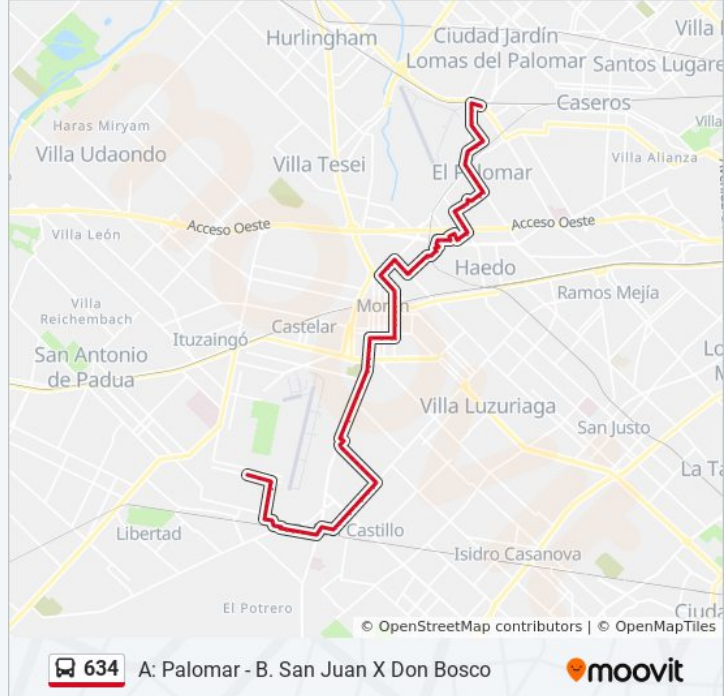 Villa
Hurlingham
Ciudad Jardín
Lomas del Palomar
Santos Lugare
Caseros
Haras Miryam
Villa
Villa Udaondo
Villa Tesei
El Palomar
Villa Alianza
Acceso Oeste
Acceso Oeste
Villa León
Haedo
Ramos Mejía
Villa
Reichembach
Morón
Castelar
Ituzaingó
San Antonio
de Padua
Villa Luzuriaga
San Justo
La Ta
Libertad
Castillo
Isidro Casanova
El Potrero
Ciuda
© OpenStreetMap contributors | © OpenMapTiles
634
A: Palomar - B. San Juan X Don Bosco
moovit